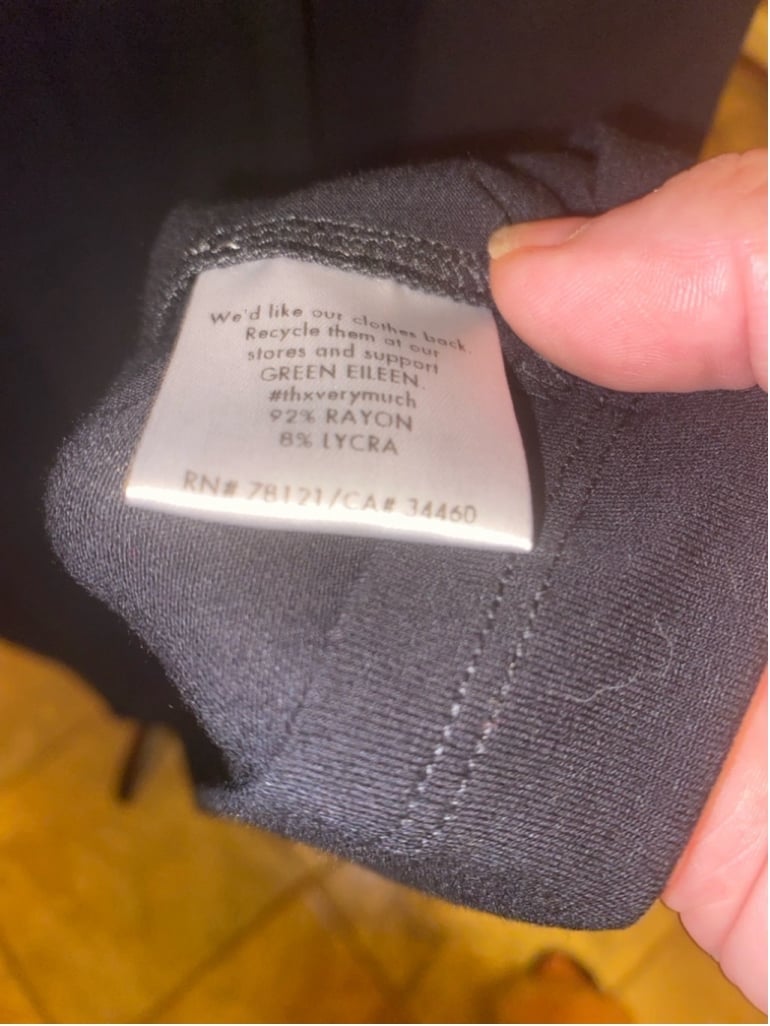 We'd like our clothes back.
Recycle them at our
stores and support
GREEN EILEEN.
#thxverymuch
92% RAYON
8% LYCRA
RN# 78121/CA# 34460